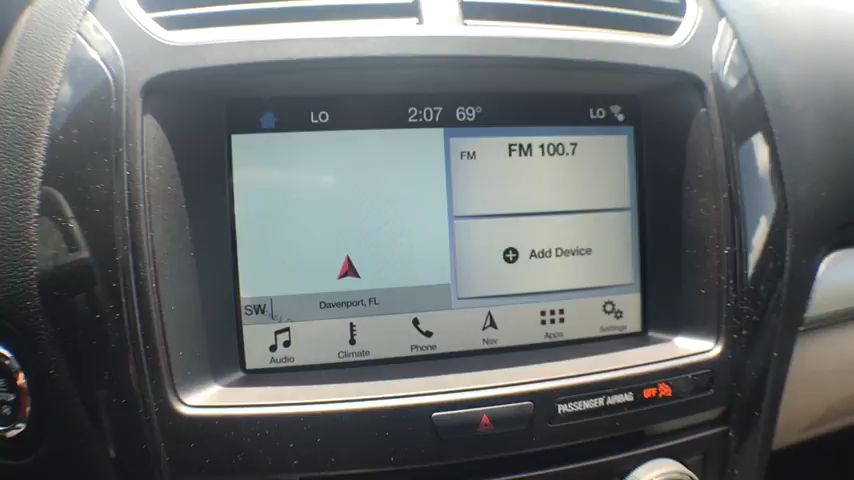 LO 2:07 69° LO
FM FM 100.7
Add Device
SW
Davenport, FL
Audio Climate Phone Nav Apps Settings
PASSENGER AIRBAG OFF